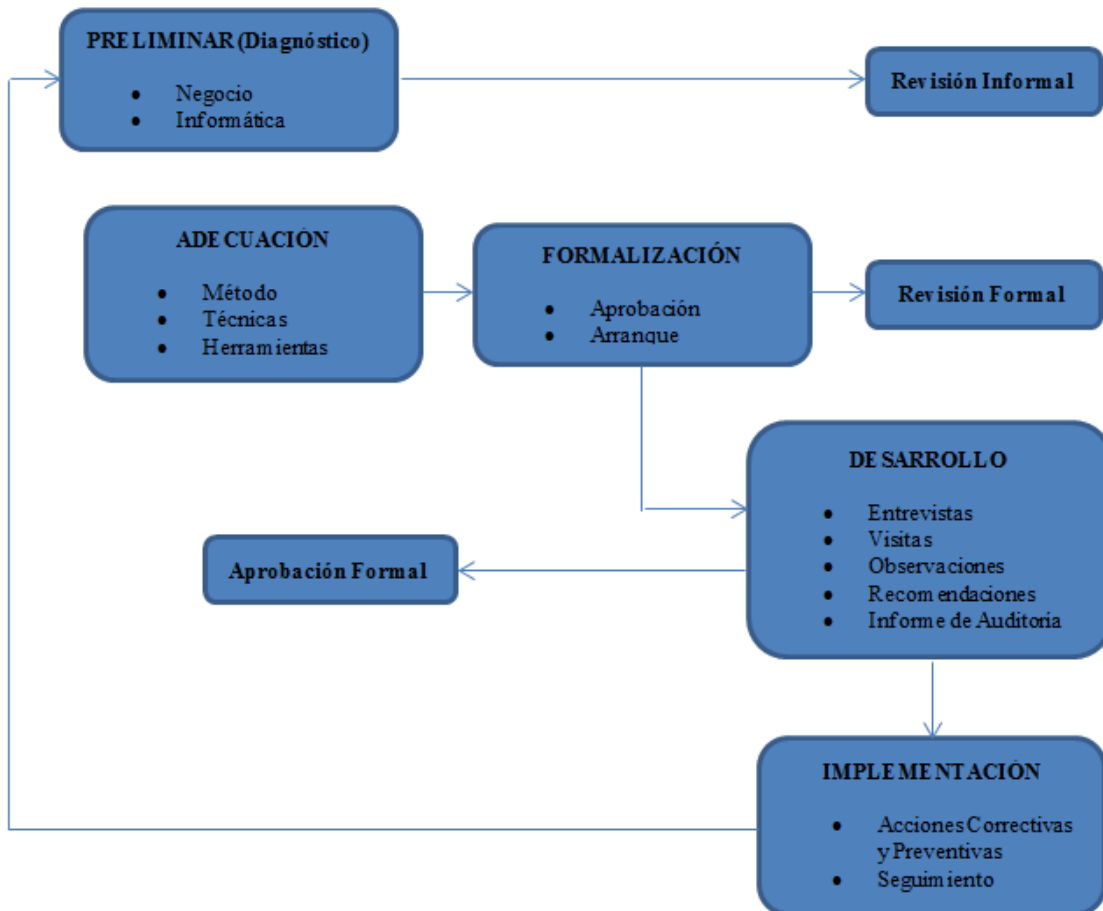 PRELIMINAR (Diagnóstico)
• Negocio
• Informática
Revisión Informal
ADECUACIÓN
• Método
• Técnicas
• Herramientas
FORMALIZACIÓN
• Aprobación
• Arranque
Revisión Formal
DESARROLLO
• Entrevistas
• Visitas
• Observaciones
• Recomendaciones
• Informe de Auditoría
Aprobación Formal
IMPLEMENTACIÓN
• Acciones Correctivas
y Preventivas
• Seguimiento